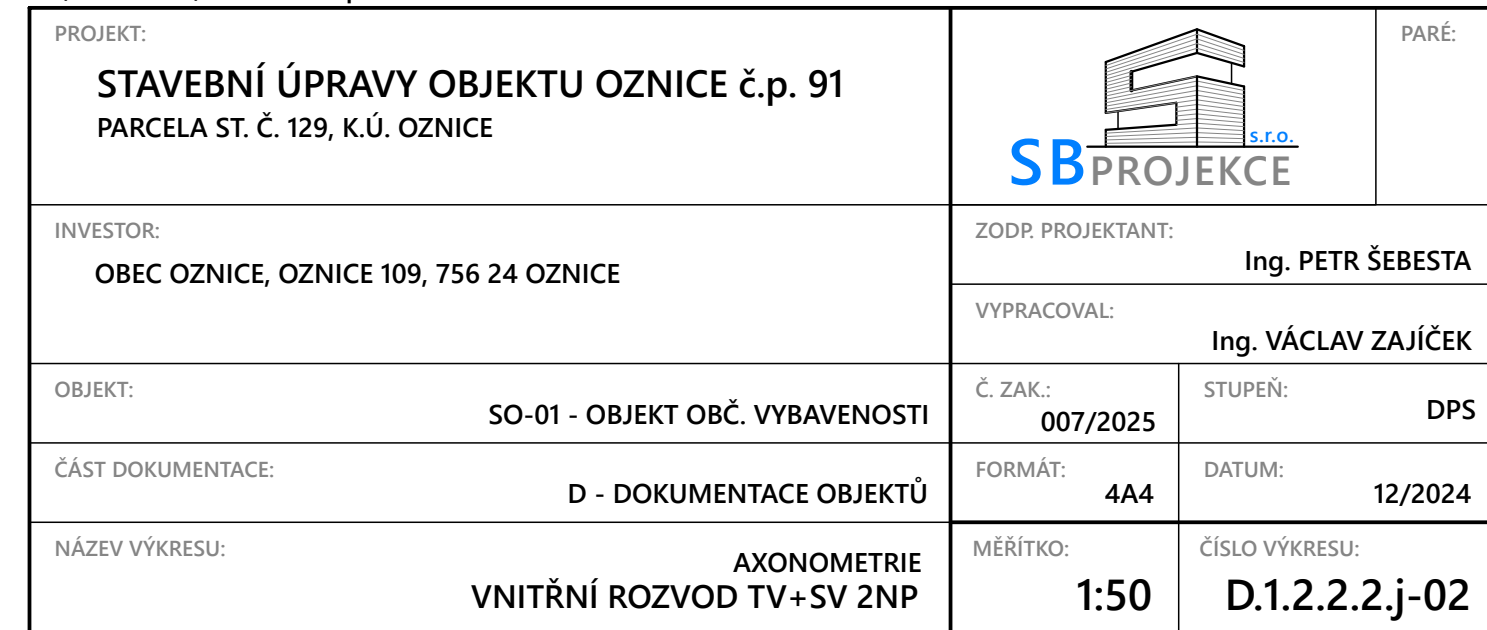 PROJEKT:
STAVEBNÍ ÚPRAVY OBJEKTU OZNICE č.p. 91
PARCELA ST. Č. 129, K.Ú. OZNICE
SBPROJEKCE s.r.o.
PARÉ:
INVESTOR:
OBEC OZNICE, OZNICE 109, 756 24 OZNICE
ZODP. PROJEKTANT:
Ing. PETR ŠEBESTA
VYPRACOVAL:
Ing. VÁCLAV ZAJÍČEK
OBJEKT:
SO-01 - OBJEKT OBČ. VYBAVENOSTI
Č. ZAK.:
007/2025
STUPEŇ:
DPS
ČÁST DOKUMENTACE:
D - DOKUMENTACE OBJEKTŮ
FORMÁT:
4A4
DATUM:
12/2024
NÁZEV VÝKRESU:
AXONOMETRIE
VNITŘNÍ ROZVOD TV+SV 2NP
MĚŘÍTKO:
1:50
ČÍSLO VÝKRESU:
D.1.2.2.2.j-02